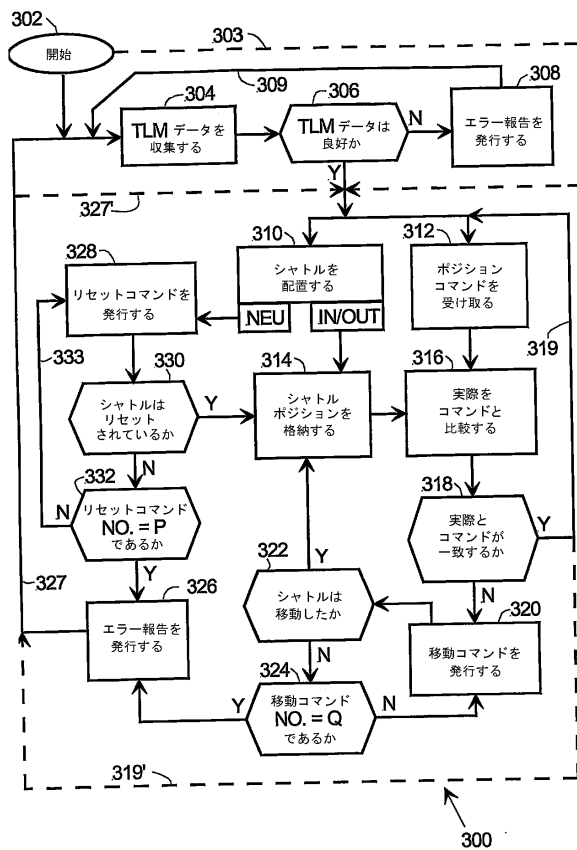 302
開始
303
309
304
TLM データを
収集する
306
TLM データは
良好か
N
Y
308
エラー報告を
発行する
327'
310
シャトルを
配置する
NEU
IN/OUT
312
ポジション
コマンドを
受け取る
319
328
リセットコマンドを
発行する
333
314
シャトル
ポジションを
格納する
316
実際を
コマンドと
比較する
330
シャトルは
リセット
されているか
Y
N
332
リセットコマンド
NO. = P
であるか
N
Y
318
実際と
コマンドが
一致するか
Y
N
322
シャトルは
移動したか
Y
N
320
移動コマンドを
発行する
327
326
エラー報告を
発行する
324
移動コマンド
NO. = Q
であるか
Y
N
319'
300